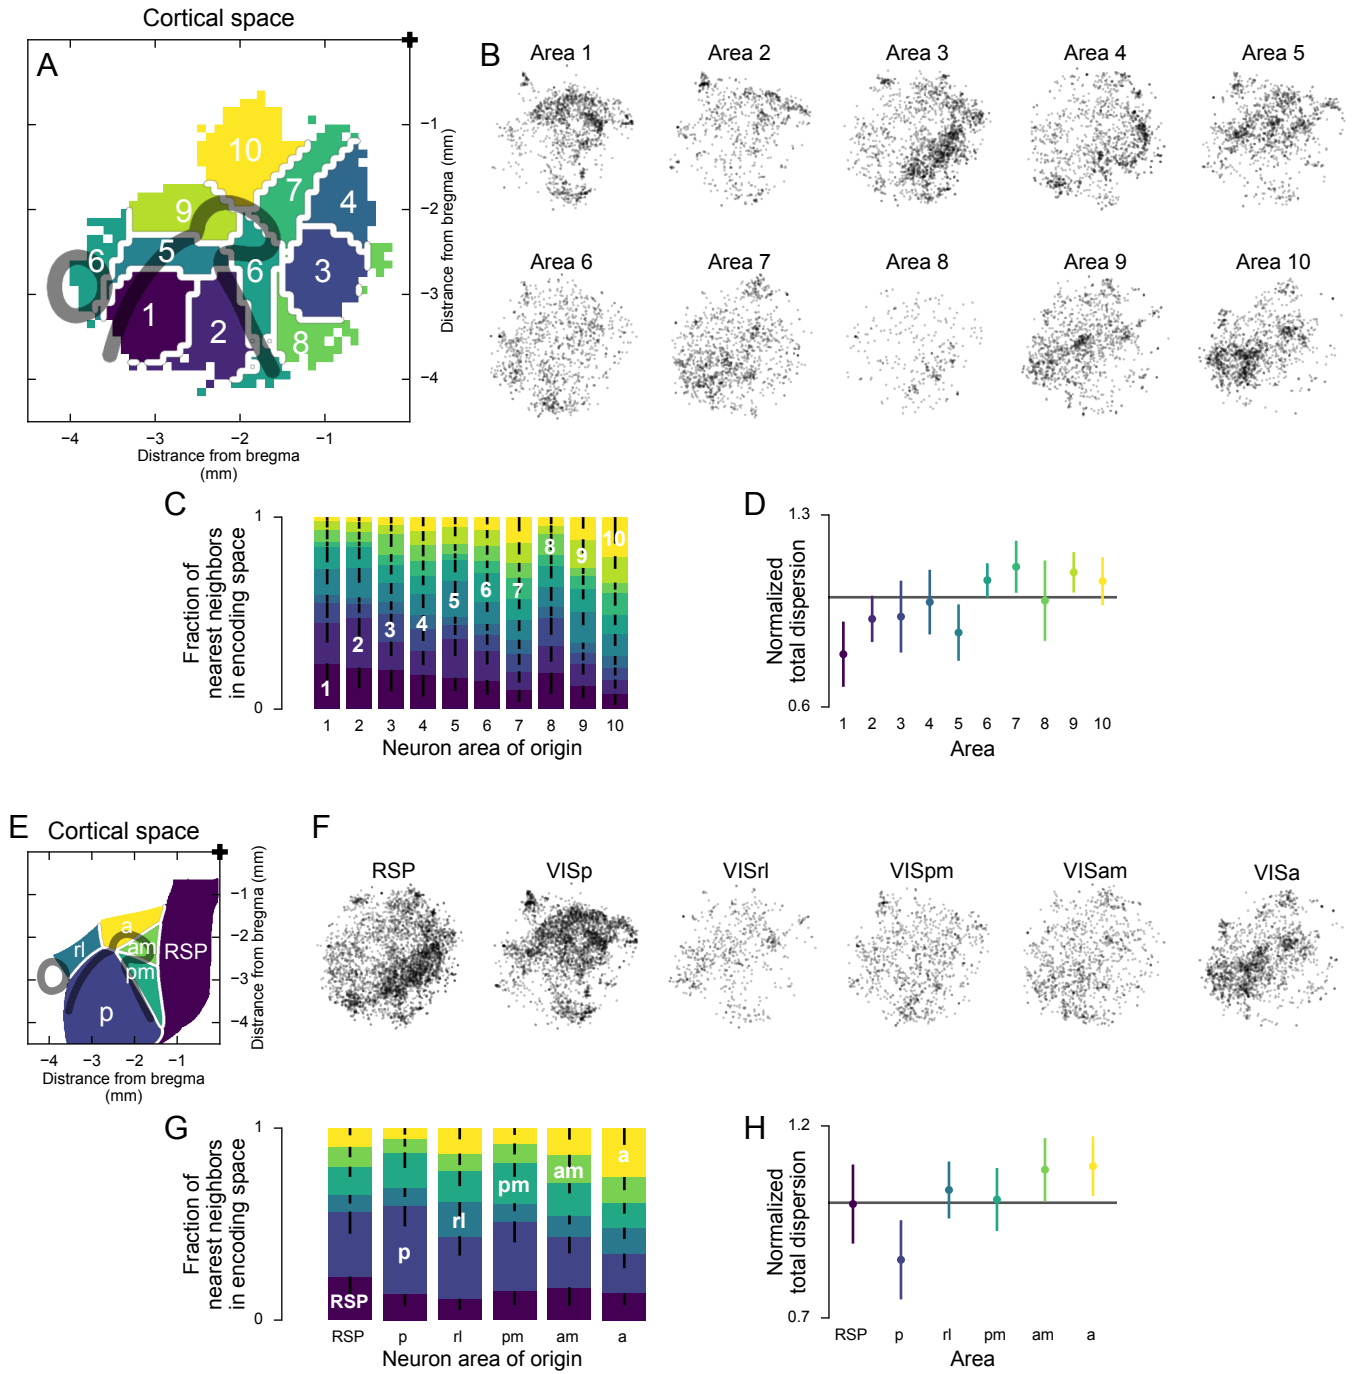 Cortical space
A
10
7
4
9
5
6
6
3
1
2
8
−1
−2
−3
−4
Distrance from bregma (mm)
−4
−3
−2
−1
Distrance from bregma
(mm)
B
Area 1
Area 2
Area 3
Area 4
Area 5
Area 6
Area 7
Area 8
Area 9
Area 10
C
Fraction of
nearest neighbors
in encoding space
1
0
1
2
3
4
5
6
7
8
9
10
1
2
3
4
5
6
7
8
9
10
Neuron area of origin
D
Normalized
total dispersion
1.3
0.6
1
2
3
4
5
6
7
8
9
10
Area
E
Cortical space
a
rl
am
RSP
pm
p
−1
−2
−3
−4
Distrance from bregma (mm)
−4
−3
−2
−1
Distrance from bregma
(mm)
F
RSP
VISp
VISrl
VISpm
VISam
VISa
G
Fraction of
nearest neighbors
in encoding space
1
0
RSP
p
rl
pm
am
a
RSP
p
rl
pm
am
a
Neuron area of origin
H
Normalized
total dispersion
1.2
0.7
RSP
p
rl
pm
am
a
Area